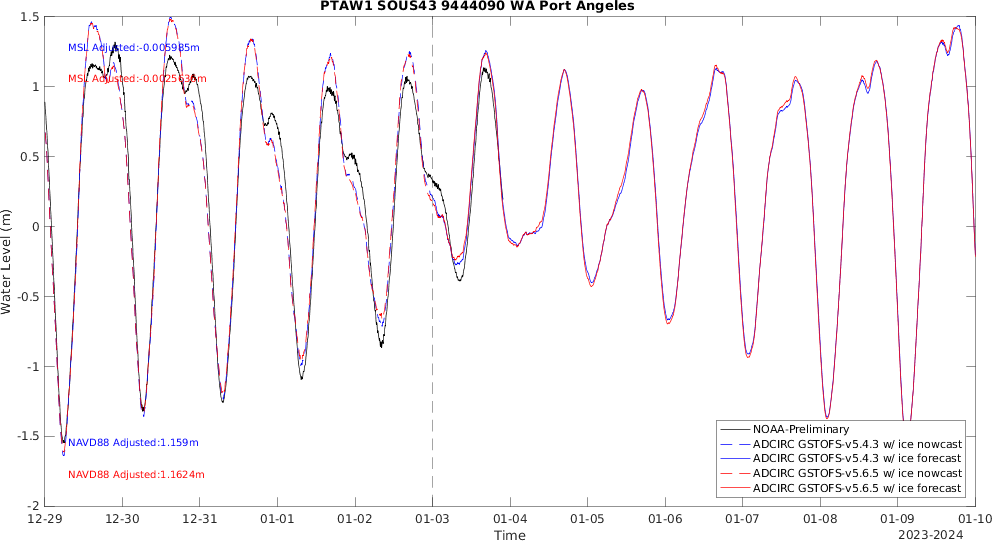 PTAW1 SOUS43 9444090 WA Port Angeles
MSL Adjusted:-0.005985m
MSL Adjusted:-0.0025636m
NAVD88 Adjusted:1.159m
NAVD88 Adjusted:1.1624m
Water Level (m)
1.5
1
0.5
0
-0.5
-1
-1.5
-2
NOAA-Preliminary
ADCIRC GSTOFS-v5.4.3 w/ ice nowcast
ADCIRC GSTOFS-v5.4.3 w/ ice forecast
ADCIRC GSTOFS-v5.6.5 w/ ice nowcast
ADCIRC GSTOFS-v5.6.5 w/ ice forecast
12-29 12-30 12-31 01-01 01-02 01-03 01-04 01-05 01-06 01-07 01-08 01-09 01-10
Time
2023-2024